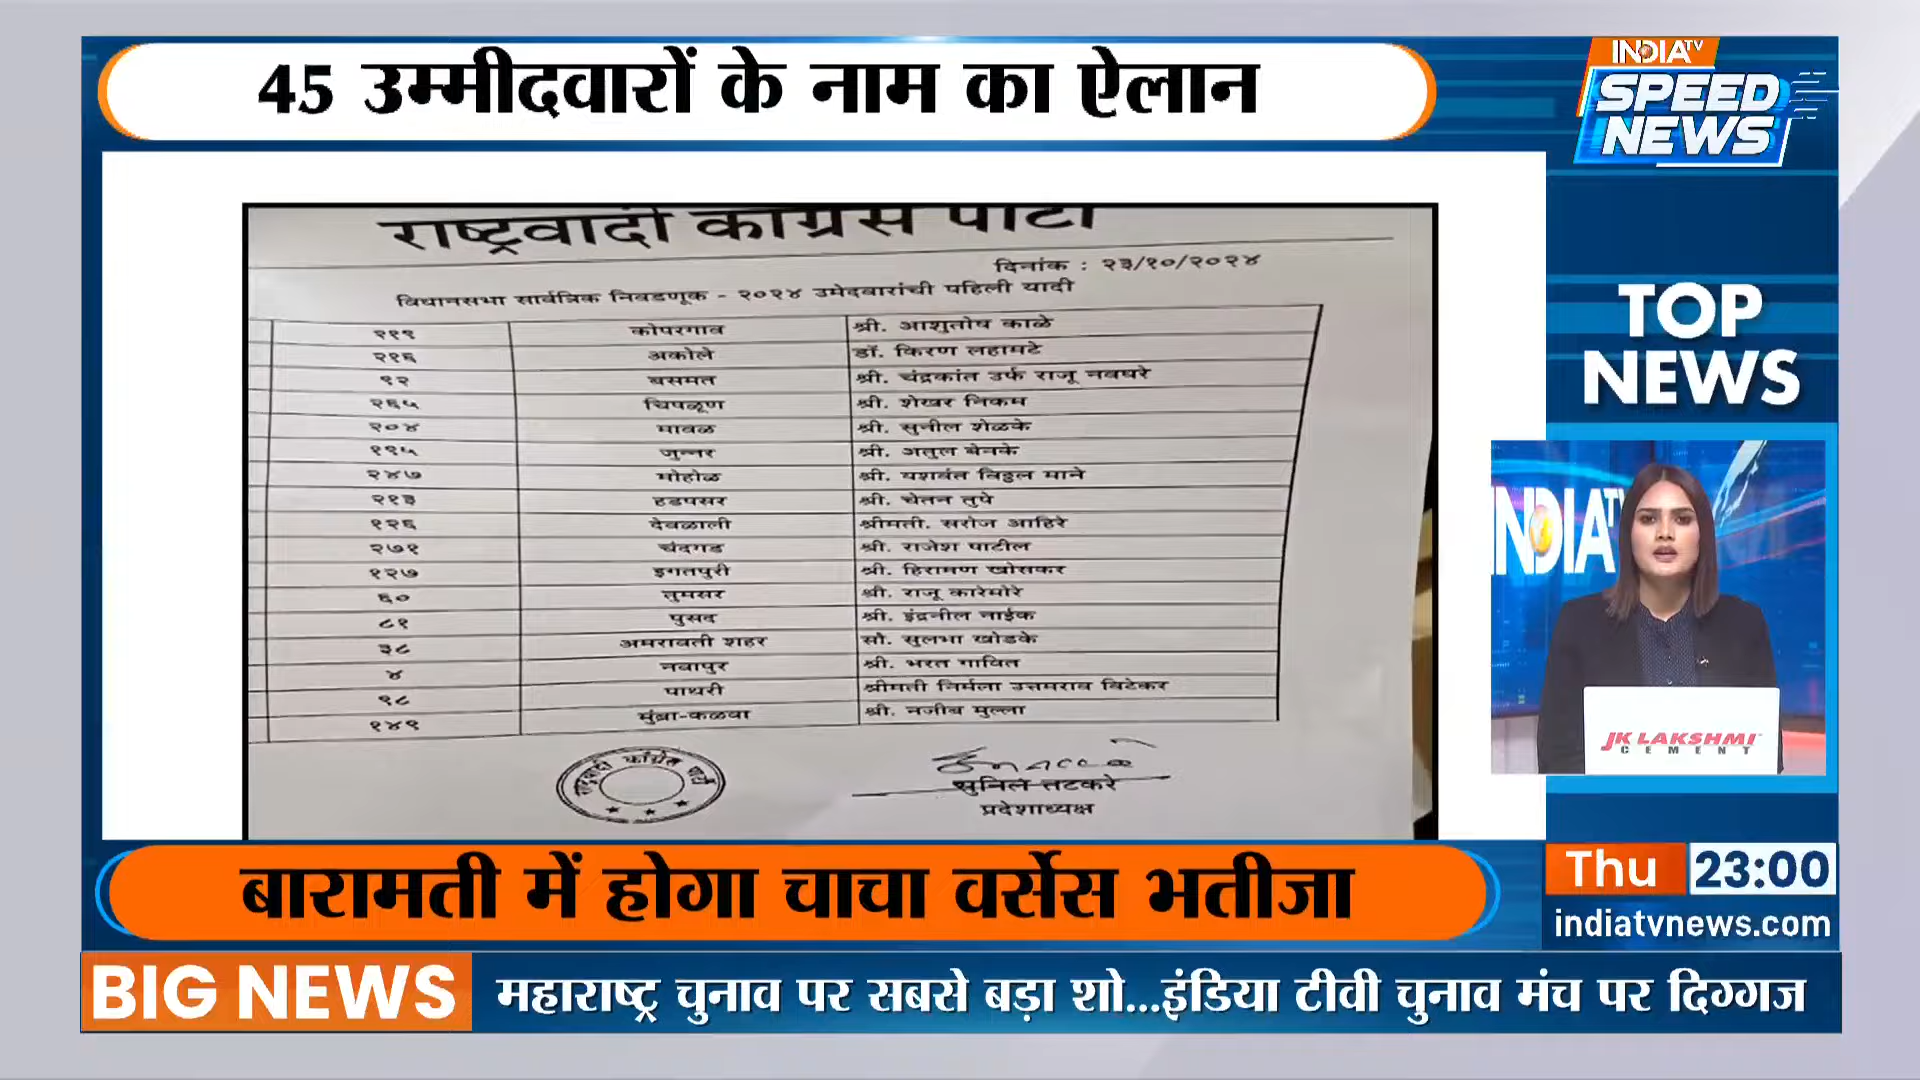 45 उम्मीदवारों के नाम का ऐलान
INDIA TV
SPEED
NEWS
राष्ट्रवादी काँग्रेस पार्टी
दिनांक : २३/१०/२०२४
विधानसभा सार्वत्रिक निवडणूक - २०२४ उमेदवारांची पहिली यादी
२१९ कोपरगाव श्री. आशुतोष काळे
२१६ अकोले डॉ. किरण लहामटे
९२ बसमत श्री. चंद्रकांत उर्फ राजू नवघरे
२६५ चिपळूण श्री. शेखर निकम
२०४ मावळ श्री. सुनील शेळके
१९५ जुन्नर श्री. अतुल बेनके
२४७ मोहोळ श्री. यशवंत विठ्ठल माने
२१३ हडपसर श्री. चेतन तुपे
१२६ देवळाली श्रीमती. सरोज आहिरे
२७१ चंदगड श्री. राजेश पाटील
१२७ इगतपुरी श्री. हिरामण खोसकर
६० तुमसर श्री. राजू कारेमोरे
८१ पुसद श्री. इंद्रनील नाईक
३८ अमरावती शहर सौ. सुलभा खोडके
४ नवापुर श्री. भरत गावित
९८ पाथरी श्रीमती निर्मला उत्तमराव विटेकर
१४९ मुंब्रा-कळवा श्री. नजीब मुल्ला
राष्ट्रवादी काँग्रेस पार्टी
सुनिल तटकरे
प्रदेशाध्यक्ष
TOP
NEWS
INDIA TV
JK LAKSHMI
CEMENT
बारामती में होगा चाचा वर्सेस भतीजा
Thu 23:00
indiatvnews.com
BIG NEWS महाराष्ट्र चुनाव पर सबसे बड़ा शो...इंडिया टीवी चुनाव मंच पर दिग्गज